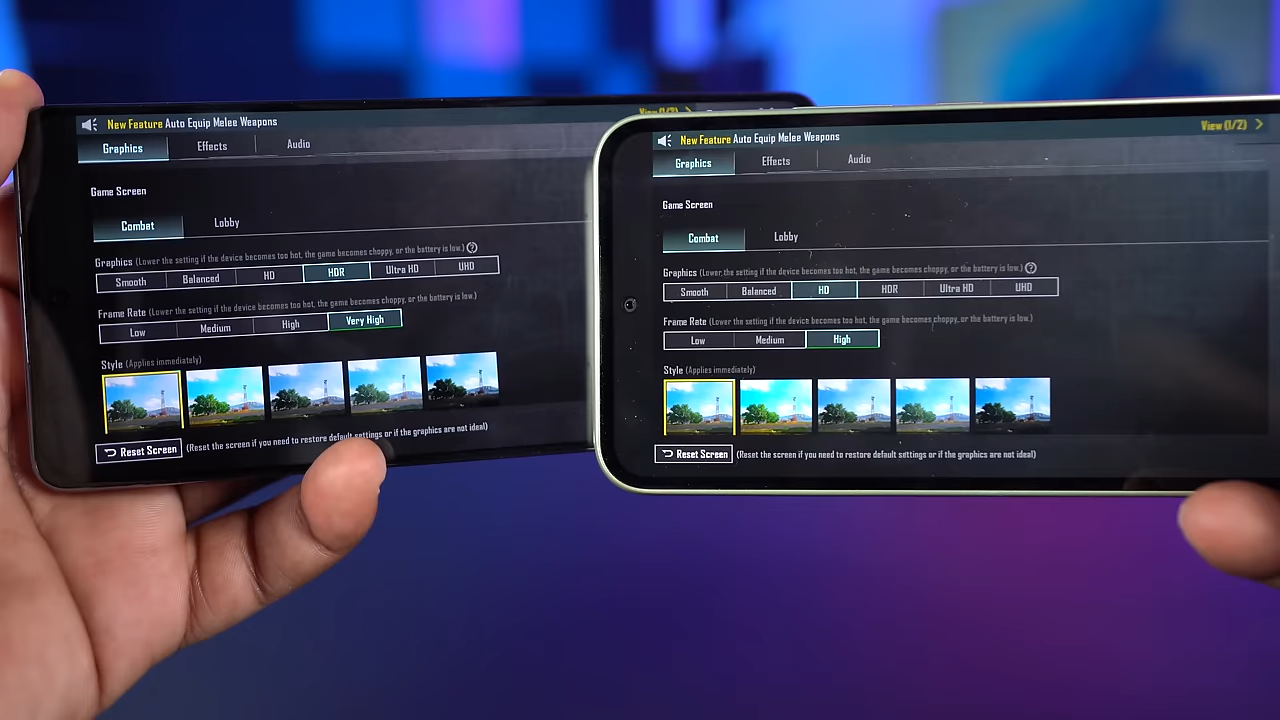 New Feature Auto Equip Melee Weapons
View (1/2)
Graphics Effects Audio
Game Screen
Combat Lobby
Graphics (Lower the setting if the device becomes too hot, the game becomes choppy, or the battery is low.) ?
Smooth Balanced HD HDR Ultra HD UHD
Frame Rate (Lower the setting if the device becomes too hot, the game becomes choppy, or the battery is low.)
Low Medium High Very High
Style (Applies immediately)
Reset Screen (Reset the screen if you need to restore default settings or if the graphics are not ideal)
New Feature Auto Equip Melee Weapons
View (1/2)
Graphics Effects Audio
Game Screen
Combat Lobby
Graphics (Lower the setting if the device becomes too hot, the game becomes choppy, or the battery is low.) ?
Smooth Balanced HD HDR Ultra HD UHD
Frame Rate (Lower the setting if the device becomes too hot, the game becomes choppy, or the battery is low.)
Low Medium High
Style (Applies immediately)
Reset Screen (Reset the screen if you need to restore default settings or if the graphics are not ideal)